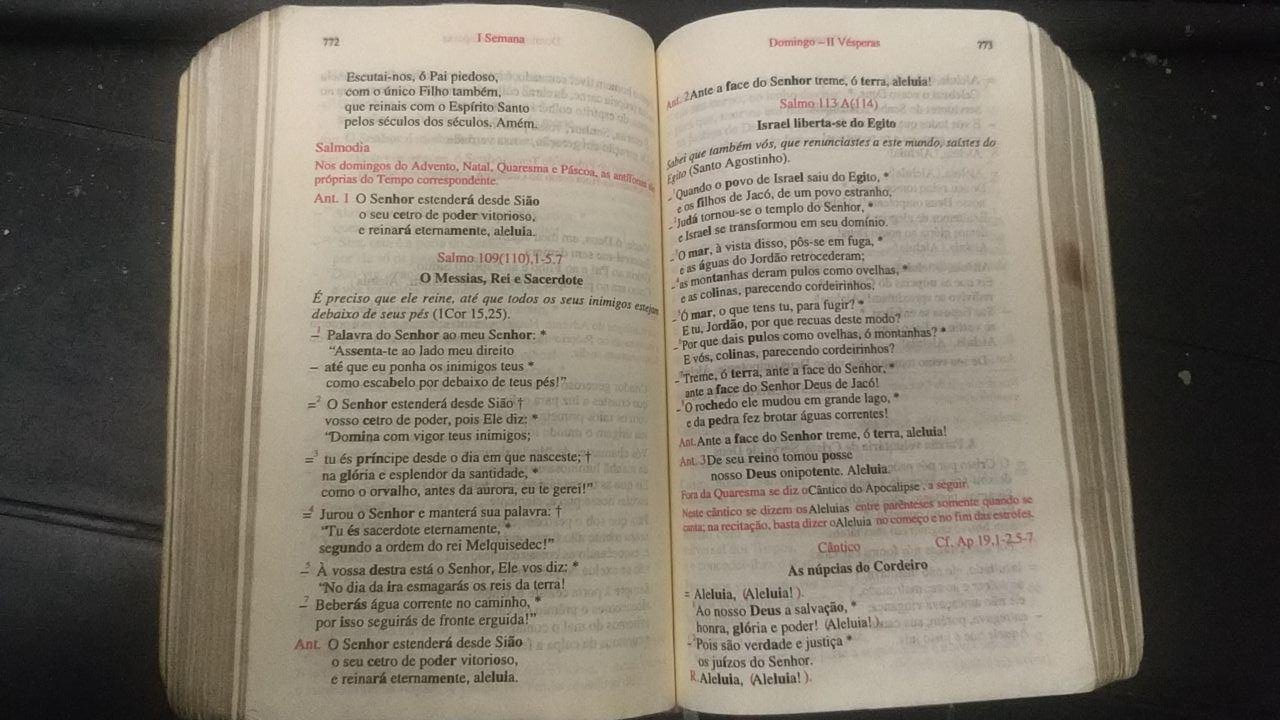 772
I Semana
Escutai-nos, ó Pai piedoso,
com o único Filho também,
que reinais com o Espírito Santo
pelos séculos dos séculos. Amém.
Salmodia
Nos domingos do Advento, Natal, Quaresma e Páscoa, as antífonas são
próprias do Tempo correspondente.
Ant. 1 O Senhor estenderá desde Sião
o seu cetro de poder vitorioso,
e reinará eternamente, aleluia.
Salmo 109(110),1-5.7
O Messias, Rei e Sacerdote
É preciso que ele reine, até que todos os seus inimigos estejam
debaixo de seus pés (1Cor 15,25).
– ¹ Palavra do Senhor ao meu Senhor: *
“Assenta-te ao lado meu direito
– até que eu ponha os inimigos teus *
como escabelo por debaixo de teus pés!”
=² O Senhor estenderá desde Sião †
vosso cetro de poder, pois Ele diz: *
“Domina com vigor teus inimigos;
=³ tu és príncipe desde o dia em que nasceste; †
na glória e esplendor da santidade, *
como o orvalho, antes da aurora, eu te gerei!”
=⁴ Jurou o Senhor e manterá sua palavra: †
“Tu és sacerdote eternamente, *
segundo a ordem do rei Melquisedec!”
–⁵ À vossa destra está o Senhor, Ele vos diz: *
“No dia da ira esmagarás os reis da terra!
–⁷ Beberás água corrente no caminho, *
por isso seguirás de fronte erguida!”
Ant. O Senhor estenderá desde Sião
o seu cetro de poder vitorioso,
e reinará eternamente, aleluia.
Domingo – II Vésperas
773
Ant. 2 Ante a face do Senhor treme, ó terra, aleluia!
Salmo 113 A(114)
Israel liberta-se do Egito
Sabei que também vós, que renunciastes a este mundo, saístes do
Egito (Santo Agostinho).
–¹Quando o povo de Israel saiu do Egito, *
e os filhos de Jacó, de um povo estranho,
–²Judá tornou-se o templo do Senhor, *
e Israel se transformou em seu domínio.
–³O mar, à vista disso, pôs-se em fuga, *
e as águas do Jordão retrocederam;
–⁴as montanhas deram pulos como ovelhas, *
e as colinas, parecendo cordeirinhos.
–⁵Ó mar, o que tens tu, para fugir? *
E tu, Jordão, por que recuas deste modo?
–⁶Por que dais pulos como ovelhas, ó montanhas? *
E vós, colinas, parecendo cordeirinhos?
–⁷Treme, ó terra, ante a face do Senhor, *
ante a face do Senhor Deus de Jacó!
–⁸O rochedo ele mudou em grande lago, *
e da pedra fez brotar águas correntes!
Ant. Ante a face do Senhor treme, ó terra, aleluia!
Ant. 3 De seu reino tomou posse
nosso Deus onipotente. Aleluia.
Fora da Quaresma se diz o Cântico do Apocalipse, a seguir.
Neste cântico se dizem os Aleluias entre parênteses somente quando se
canta; na recitação, basta dizer o Aleluia no começo e no fim das estrofes.
Cântico
Cf. Ap 19,1-2.5-7
As núpcias do Cordeiro
= Aleluia, (Aleluia!).
¹Ao nosso Deus a salvação, *
honra, glória e poder! (Aleluia!).
–²Pois são verdade e justiça *
os juízos do Senhor.
R. Aleluia, (Aleluia!).